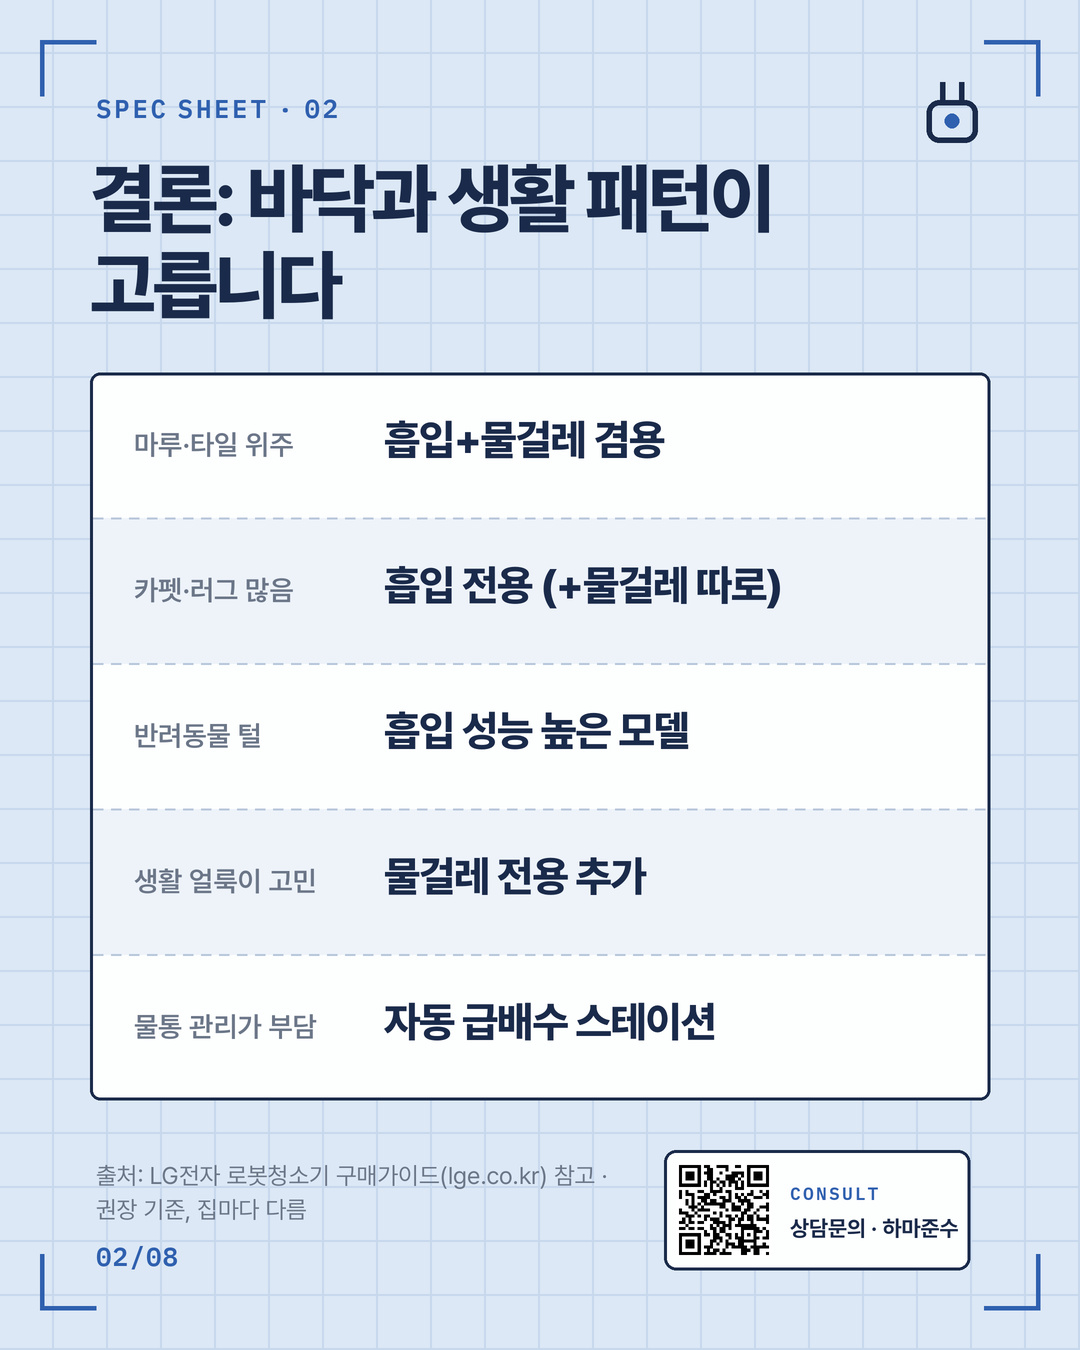 SPEC SHEET · 02
결론: 바닥과 생활 패턴이
고릅니다
마루·타일 위주
흡입+물걸레 겸용
카펫·러그 많음
흡입 전용 (+물걸레 따로)
반려동물 털
흡입 성능 높은 모델
생활 얼룩이 고민
물걸레 전용 추가
물통 관리가 부담
자동 급배수 스테이션
출처: LG전자 로봇청소기 구매가이드(lge.co.kr) 참고 ·
권장 기준, 집마다 다름
02/08
CONSULT
상담문의 · 하마준수